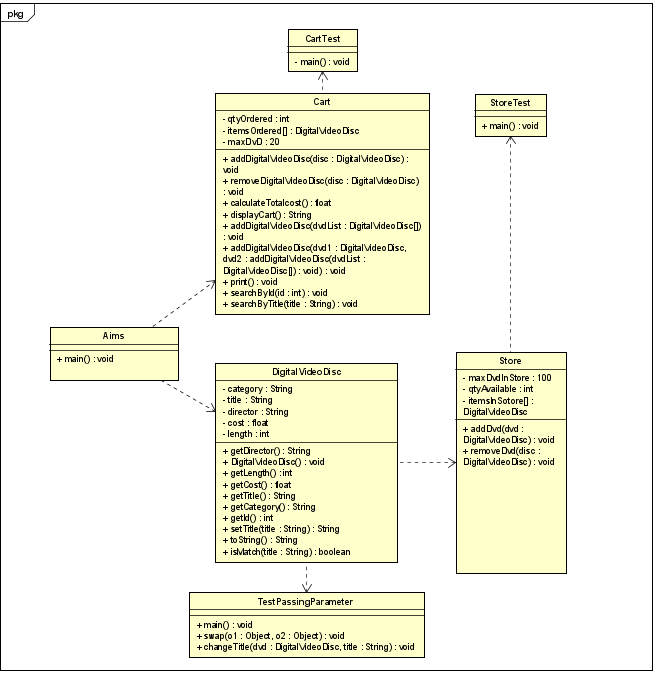 pkg
CartTest
- main() : void
Cart
- qtyOrdered : int
- itemsOrdered[] : DigitalVideoDisc
- maxDvD : 20
+ addDigitalVideoDisc(disc : DigitalVideoDisc) :
void
+ removeDigitalVideoDisc(disc : DigitalVideoDisc)
: void
+ calculateTotalcost() : float
+ displayCart() : String
+ addDigitalVideoDisc(dvdList : DigitalVideoDisc[])
: void
+ addDigitalVideoDisc(dvd1 : DigitalVideoDisc,
dvd2 : addDigitalVideoDisc(dvdList :
DigitalVideoDisc[]) : void) : void
+ print() : void
+ searchById(id : int) : void
+ searchByTitle(title : String) : void
StoreTest
+ main() : void
Aims
+ main() : void
DigitalVideoDisc
- category : String
- title : String
- director : String
- cost : float
- length : int
+ getDirector() : String
+ DigitalVideoDisc() : void
+ getLength() : int
+ getCost() : float
+ getTitle() : String
+ getCategory() : String
+ getId() : int
+ setTitle(title : String) : String
+ toString() : String
+ isMatch(title : String) : boolean
Store
- maxDvdInStore : 100
- qtyAvailable : int
- itemsInSotore[] :
DigitalVideoDisc
+ addDvd(dvd :
DigitalVideoDisc) : void
+ removeDvd(disc :
DigitalVideoDisc) : void
TestPassingParameter
+ main() : void
+ swap(o1 : Object, o2 : Object) : void
+ changeTitle(dvd : DigitalVideoDisc, title : String) : void